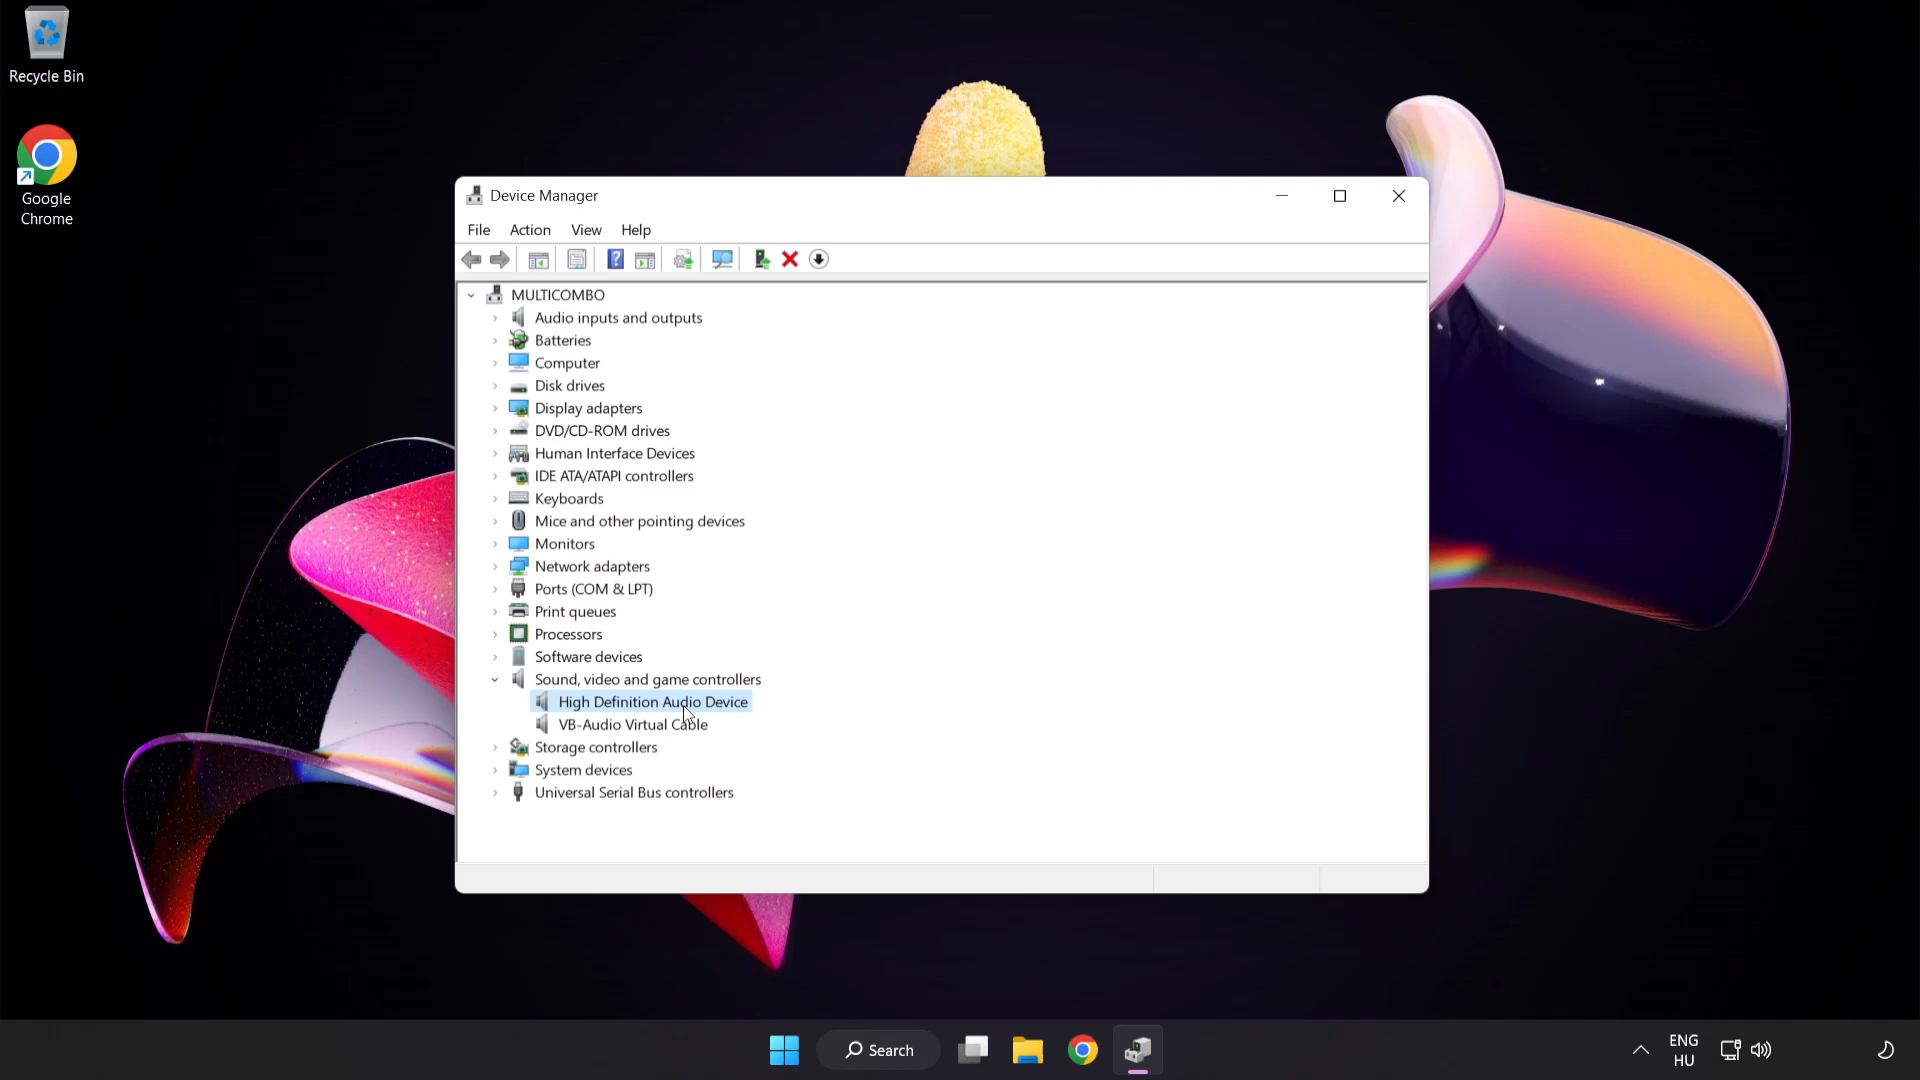 Recycle Bin
Google
Chrome
Device Manager
File Action View Help
MULTICOMBO
Audio inputs and outputs
Batteries
Computer
Disk drives
Display adapters
DVD/CD-ROM drives
Human Interface Devices
IDE ATA/ATAPI controllers
Keyboards
Mice and other pointing devices
Monitors
Network adapters
Ports (COM & LPT)
Print queues
Processors
Software devices
Sound, video and game controllers
High Definition Audio Device
VB-Audio Virtual Cable
Storage controllers
System devices
Universal Serial Bus controllers
Search
ENG
HU